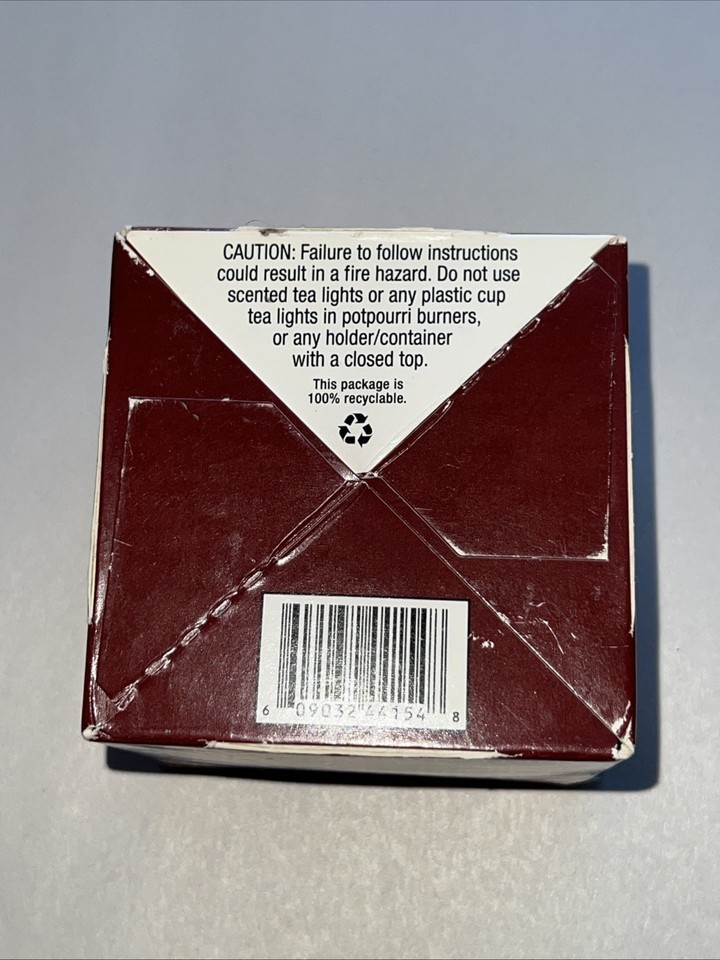 CAUTION: Failure to follow instructions
could result in a fire hazard. Do not use
scented tea lights or any plastic cup
tea lights in potpourri burners,
or any holder/container
with a closed top.
This package is
100% recyclable.
6 09032 44154 8